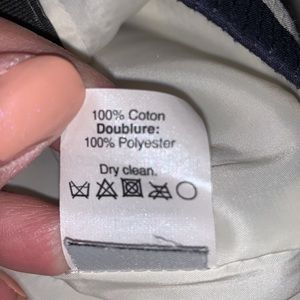 100% Coton
Doublure:
100% Polyester
Dry clean.